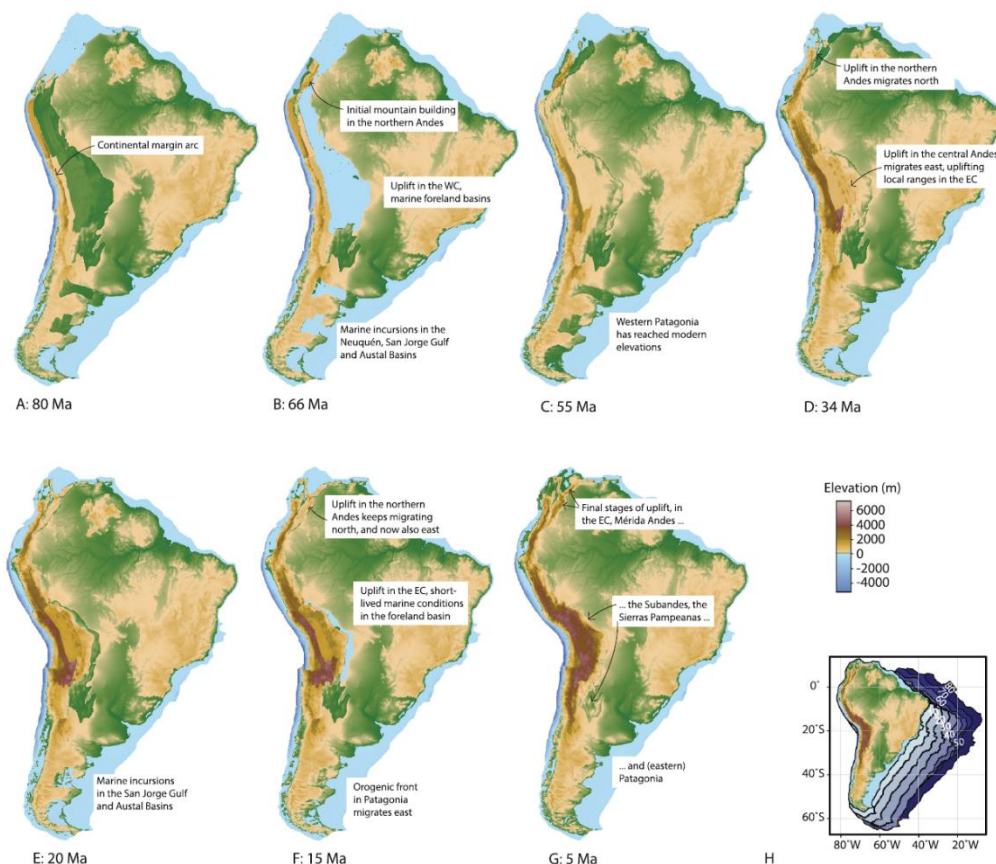 Continental margin arc
A: 80 Ma
Initial mountain building
in the northern Andes
Uplift in the WC,
marine foreland basins
Marine incursions in the
Neuquén, San Jorge Gulf
and Austal Basins
B: 66 Ma
Western Patagonia
has reached modern
elevations
C: 55 Ma
Uplift in the northern
Andes migrates north
Uplift in the central Andes
migrates east, uplifting
local ranges in the EC
D: 34 Ma
Marine incursions
in the San Jorge Gulf
and Austal Basins
E: 20 Ma
Uplift in the northern
Andes keeps migrating
north, and now also east
Uplift in the EC, short-
lived marine conditions
in the foreland basin
Orogenic front
in Patagonia
migrates east
F: 15 Ma
Final stages of uplift, in
the EC, Mérida Andes ...
... the Subandes, the
Sierras Pampeanas ...
... and (eastern)
Patagonia
G: 5 Ma
Elevation (m)
6000
4000
2000
0
-2000
-4000
0°
20°S
40°S
60°S
80°W
60°W
40°W
20°W
80
50
H